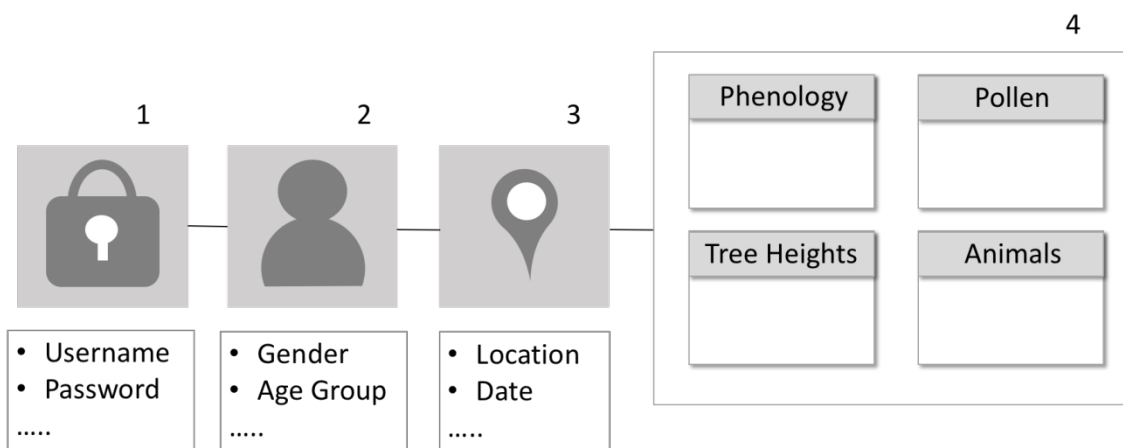 1
• Username
• Password
.....
2
• Gender
• Age Group
.....
3
• Location
• Date
.....
4
Phenology
Pollen
Tree Heights
Animals